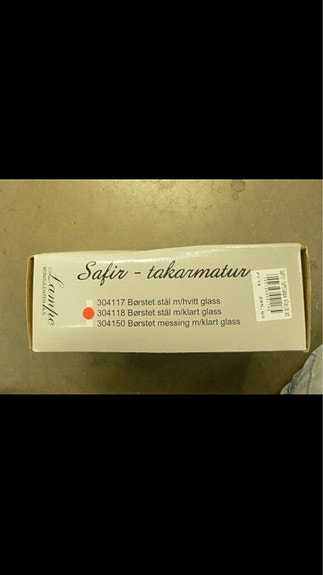 Safir - takarmatur
304117 Børstet stål m/hvitt glass
304118 Børstet stål m/klart glass
304150 Børstet messing m/klart glass
Lampe